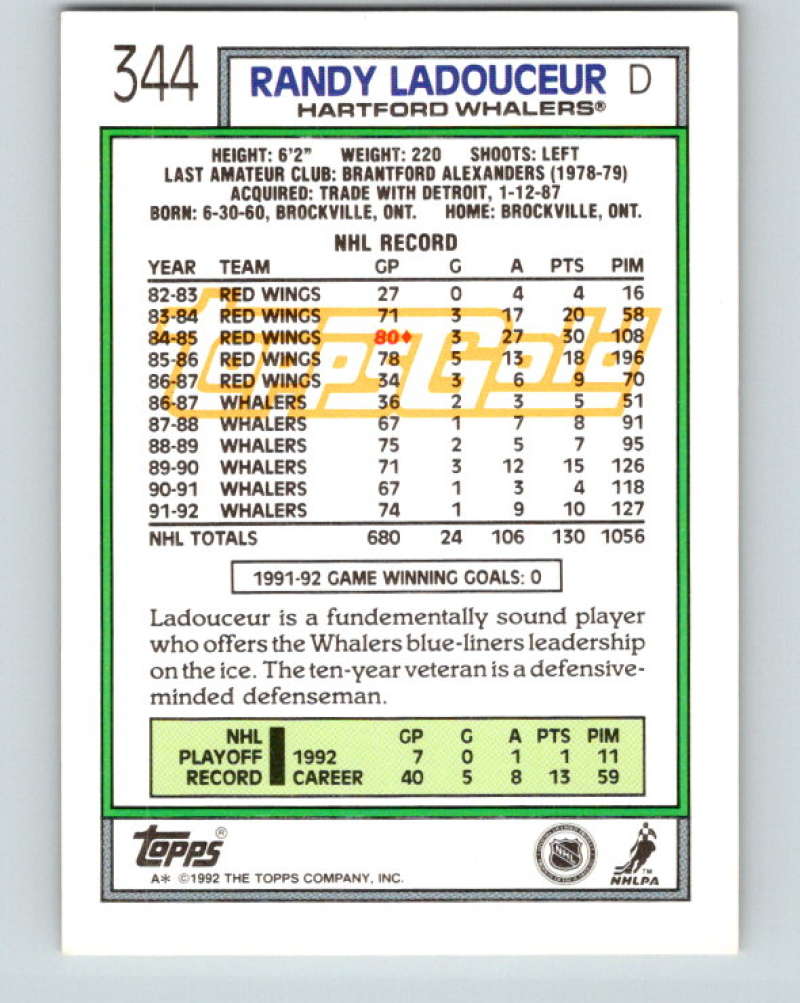 344
RANDY LADOUCEUR D
HARTFORD WHALERS®
HEIGHT: 6'2" WEIGHT: 220 SHOOTS: LEFT
LAST AMATEUR CLUB: BRANTFORD ALEXANDERS (1978-79)
ACQUIRED: TRADE WITH DETROIT, 1-12-87
BORN: 6-30-60, BROCKVILLE, ONT. HOME: BROCKVILLE, ONT.
NHL RECORD
YEAR TEAM GP G A PTS PIM
82-83 RED WINGS 27 0 4 4 16
83-84 RED WINGS 71 3 17 20 58
84-85 RED WINGS 80♦ 3 27 30 108
85-86 RED WINGS 78 5 13 18 196
86-87 RED WINGS 34 3 6 9 70
86-87 WHALERS 36 2 3 5 51
87-88 WHALERS 67 1 7 8 91
88-89 WHALERS 75 2 5 7 95
89-90 WHALERS 71 3 12 15 126
90-91 WHALERS 67 1 3 4 118
91-92 WHALERS 74 1 9 10 127
Topps Gold
NHL TOTALS 680 24 106 130 1056
1991-92 GAME WINNING GOALS: 0
Ladouceur is a fundementally sound player
who offers the Whalers blue-liners leadership
on the ice. The ten-year veteran is a defensive-
minded defenseman.
NHL GP G A PTS PIM
PLAYOFF 1992 7 0 1 1 11
RECORD CAREER 40 5 8 13 59
TOPPS®
A* ©1992 THE TOPPS COMPANY, INC.
NHL
TM
NHLPA